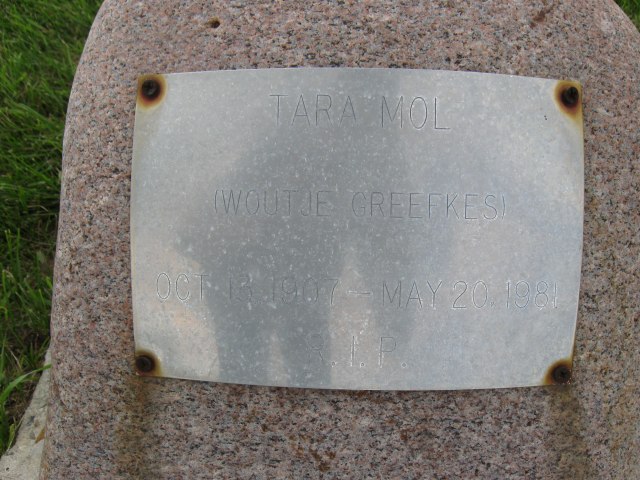 TARA MOL
(WOUTJE GREEFKES)
OCT 13, 1907 — MAY 20, 1981
R.I.P.